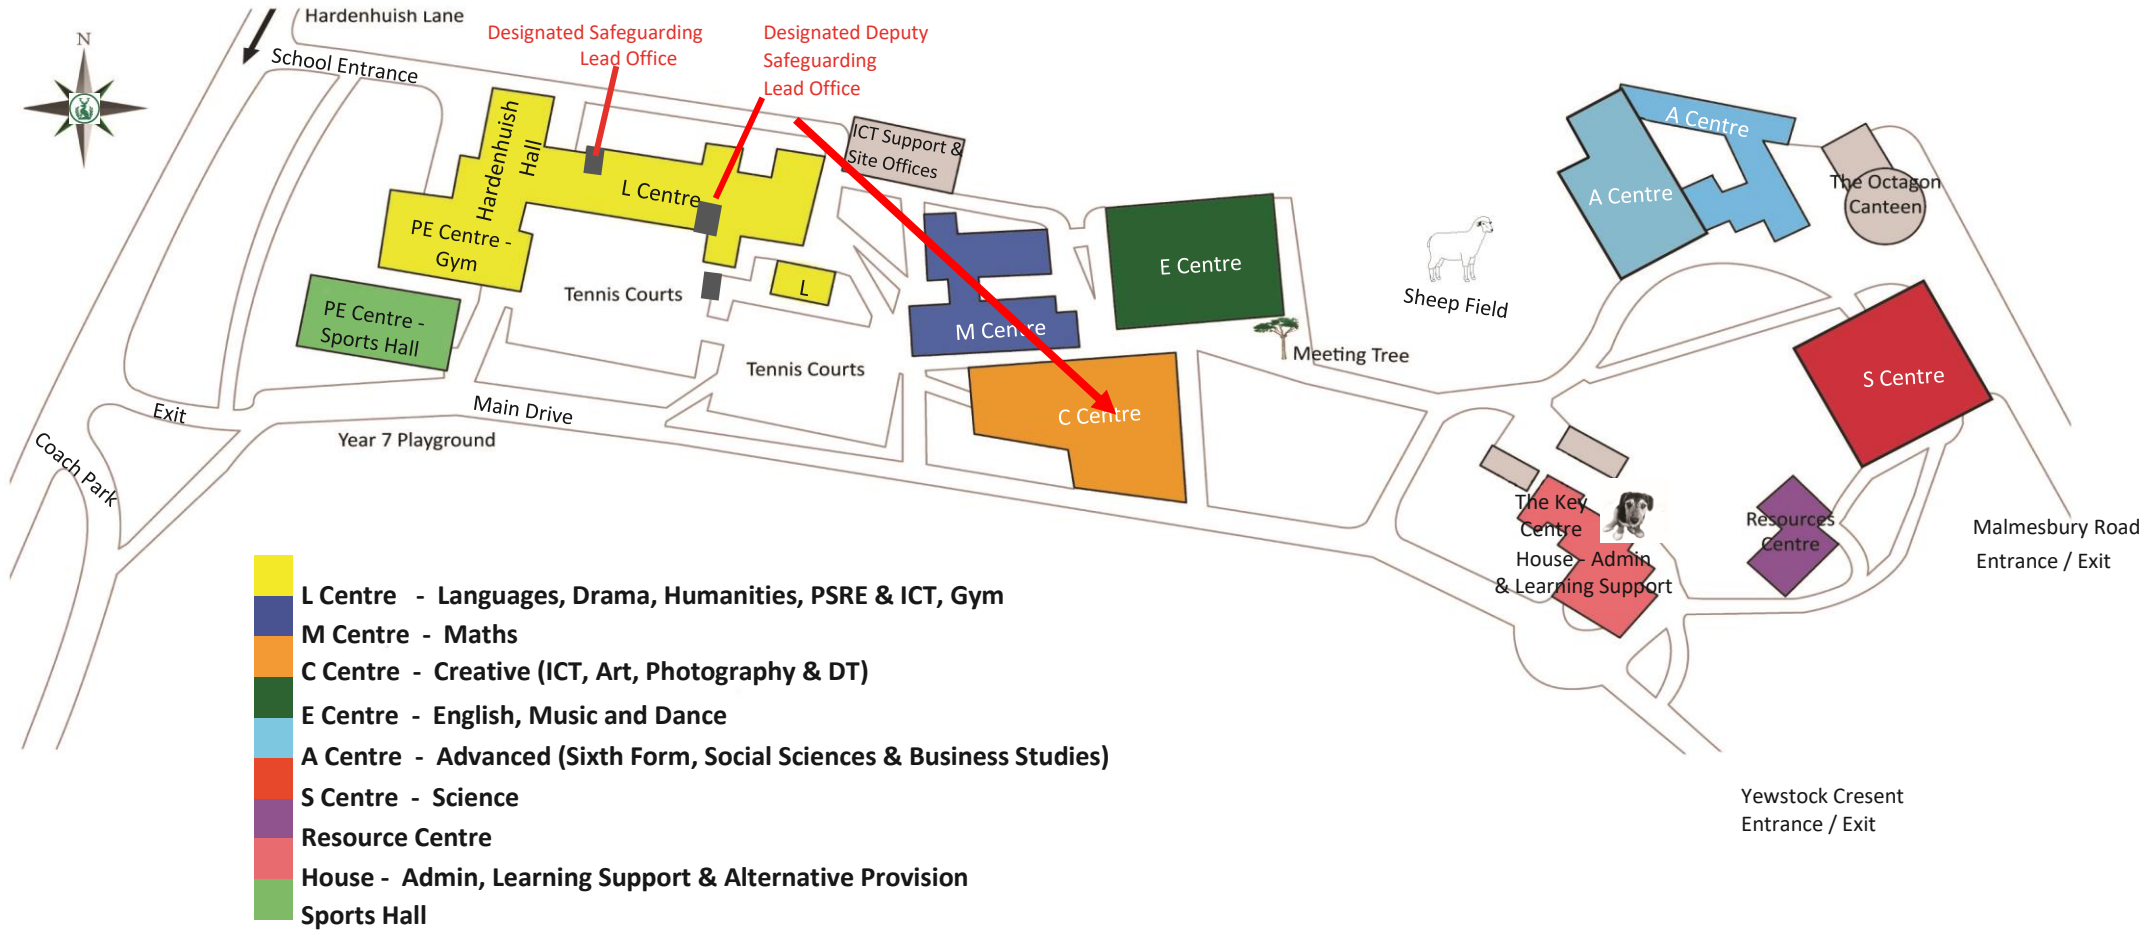 Hardenhuish Lane
N
School Entrance
Designated Safeguarding
Lead Office
Designated Deputy
Safeguarding
Lead Office
Hardenhuish
Hall
ICT Support &
Site Offices
L Centre
PE Centre -
Gym
PE Centre -
Sports Hall
Tennis Courts
L
Tennis Courts
M Centre
E Centre
C Centre
Sheep Field
Meeting Tree
A Centre
A Centre
The Octagon
Canteen
S Centre
Exit
Main Drive
Coach Park
Year 7 Playground
The Key
Centre
House - Admin
& Learning Support
Resources
Centre
Malmesbury Road
Entrance / Exit
Yewstock Cresent
Entrance / Exit
L Centre - Languages, Drama, Humanities, PSRE & ICT, Gym
M Centre - Maths
C Centre - Creative (ICT, Art, Photography & DT)
E Centre - English, Music and Dance
A Centre - Advanced (Sixth Form, Social Sciences & Business Studies)
S Centre - Science
Resource Centre
House - Admin, Learning Support & Alternative Provision
Sports Hall